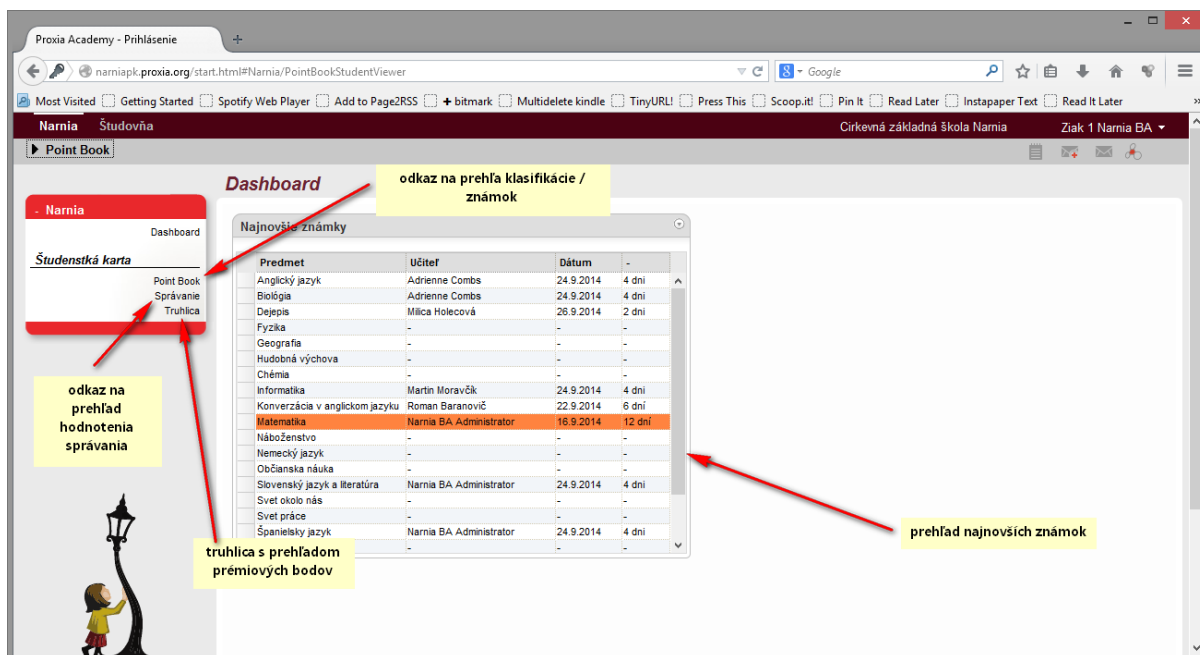 Proxia Academy - Prihlásenie
narniapk.proxia.org/start.html#Narnia/PointBookStudentViewer
Google
Most Visited Getting Started Spotify Web Player Add to Page2RSS + bitmark Multidelete kindle TinyURL! Press This Scoop.it! Pin It Read Later Instapaper Text Read It Later
Narnia Študovňa Cirkevná základná škola Narnia Ziak 1 Narnia BA
Point Book
Dashboard
odkaz na prehľa klasifikácie /
známok
- Narnia
Dashboard
Študenstká karta
Point Book
Správanie
Truhlica
odkaz na
prehľad
hodnotenia
správania
truhlica s prehľadom
prémiových bodov
Najnovšie známky
Predmet Učiteľ Dátum -
Anglický jazyk Adrienne Combs 24.9.2014 4 dni
Biológia Adrienne Combs 24.9.2014 4 dni
Dejepis Milica Holecová 26.9.2014 2 dni
Fyzika - - -
Geografia - - -
Hudobná výchova - - -
Chémia - - -
Informatika Martin Moravčík 24.9.2014 4 dni
Konverzácia v anglickom jazyku Roman Baranovič 22.9.2014 6 dní
Matematika Narnia BA Administrator 16.9.2014 12 dní
Náboženstvo - - -
Nemecký jazyk - - -
Občianska náuka - - -
Slovenský jazyk a literatúra Narnia BA Administrator 24.9.2014 4 dni
Svet okolo nás - - -
Svet práce - - -
Španielsky jazyk Narnia BA Administrator 24.9.2014 4 dni
- - -
prehľad najnovších známok